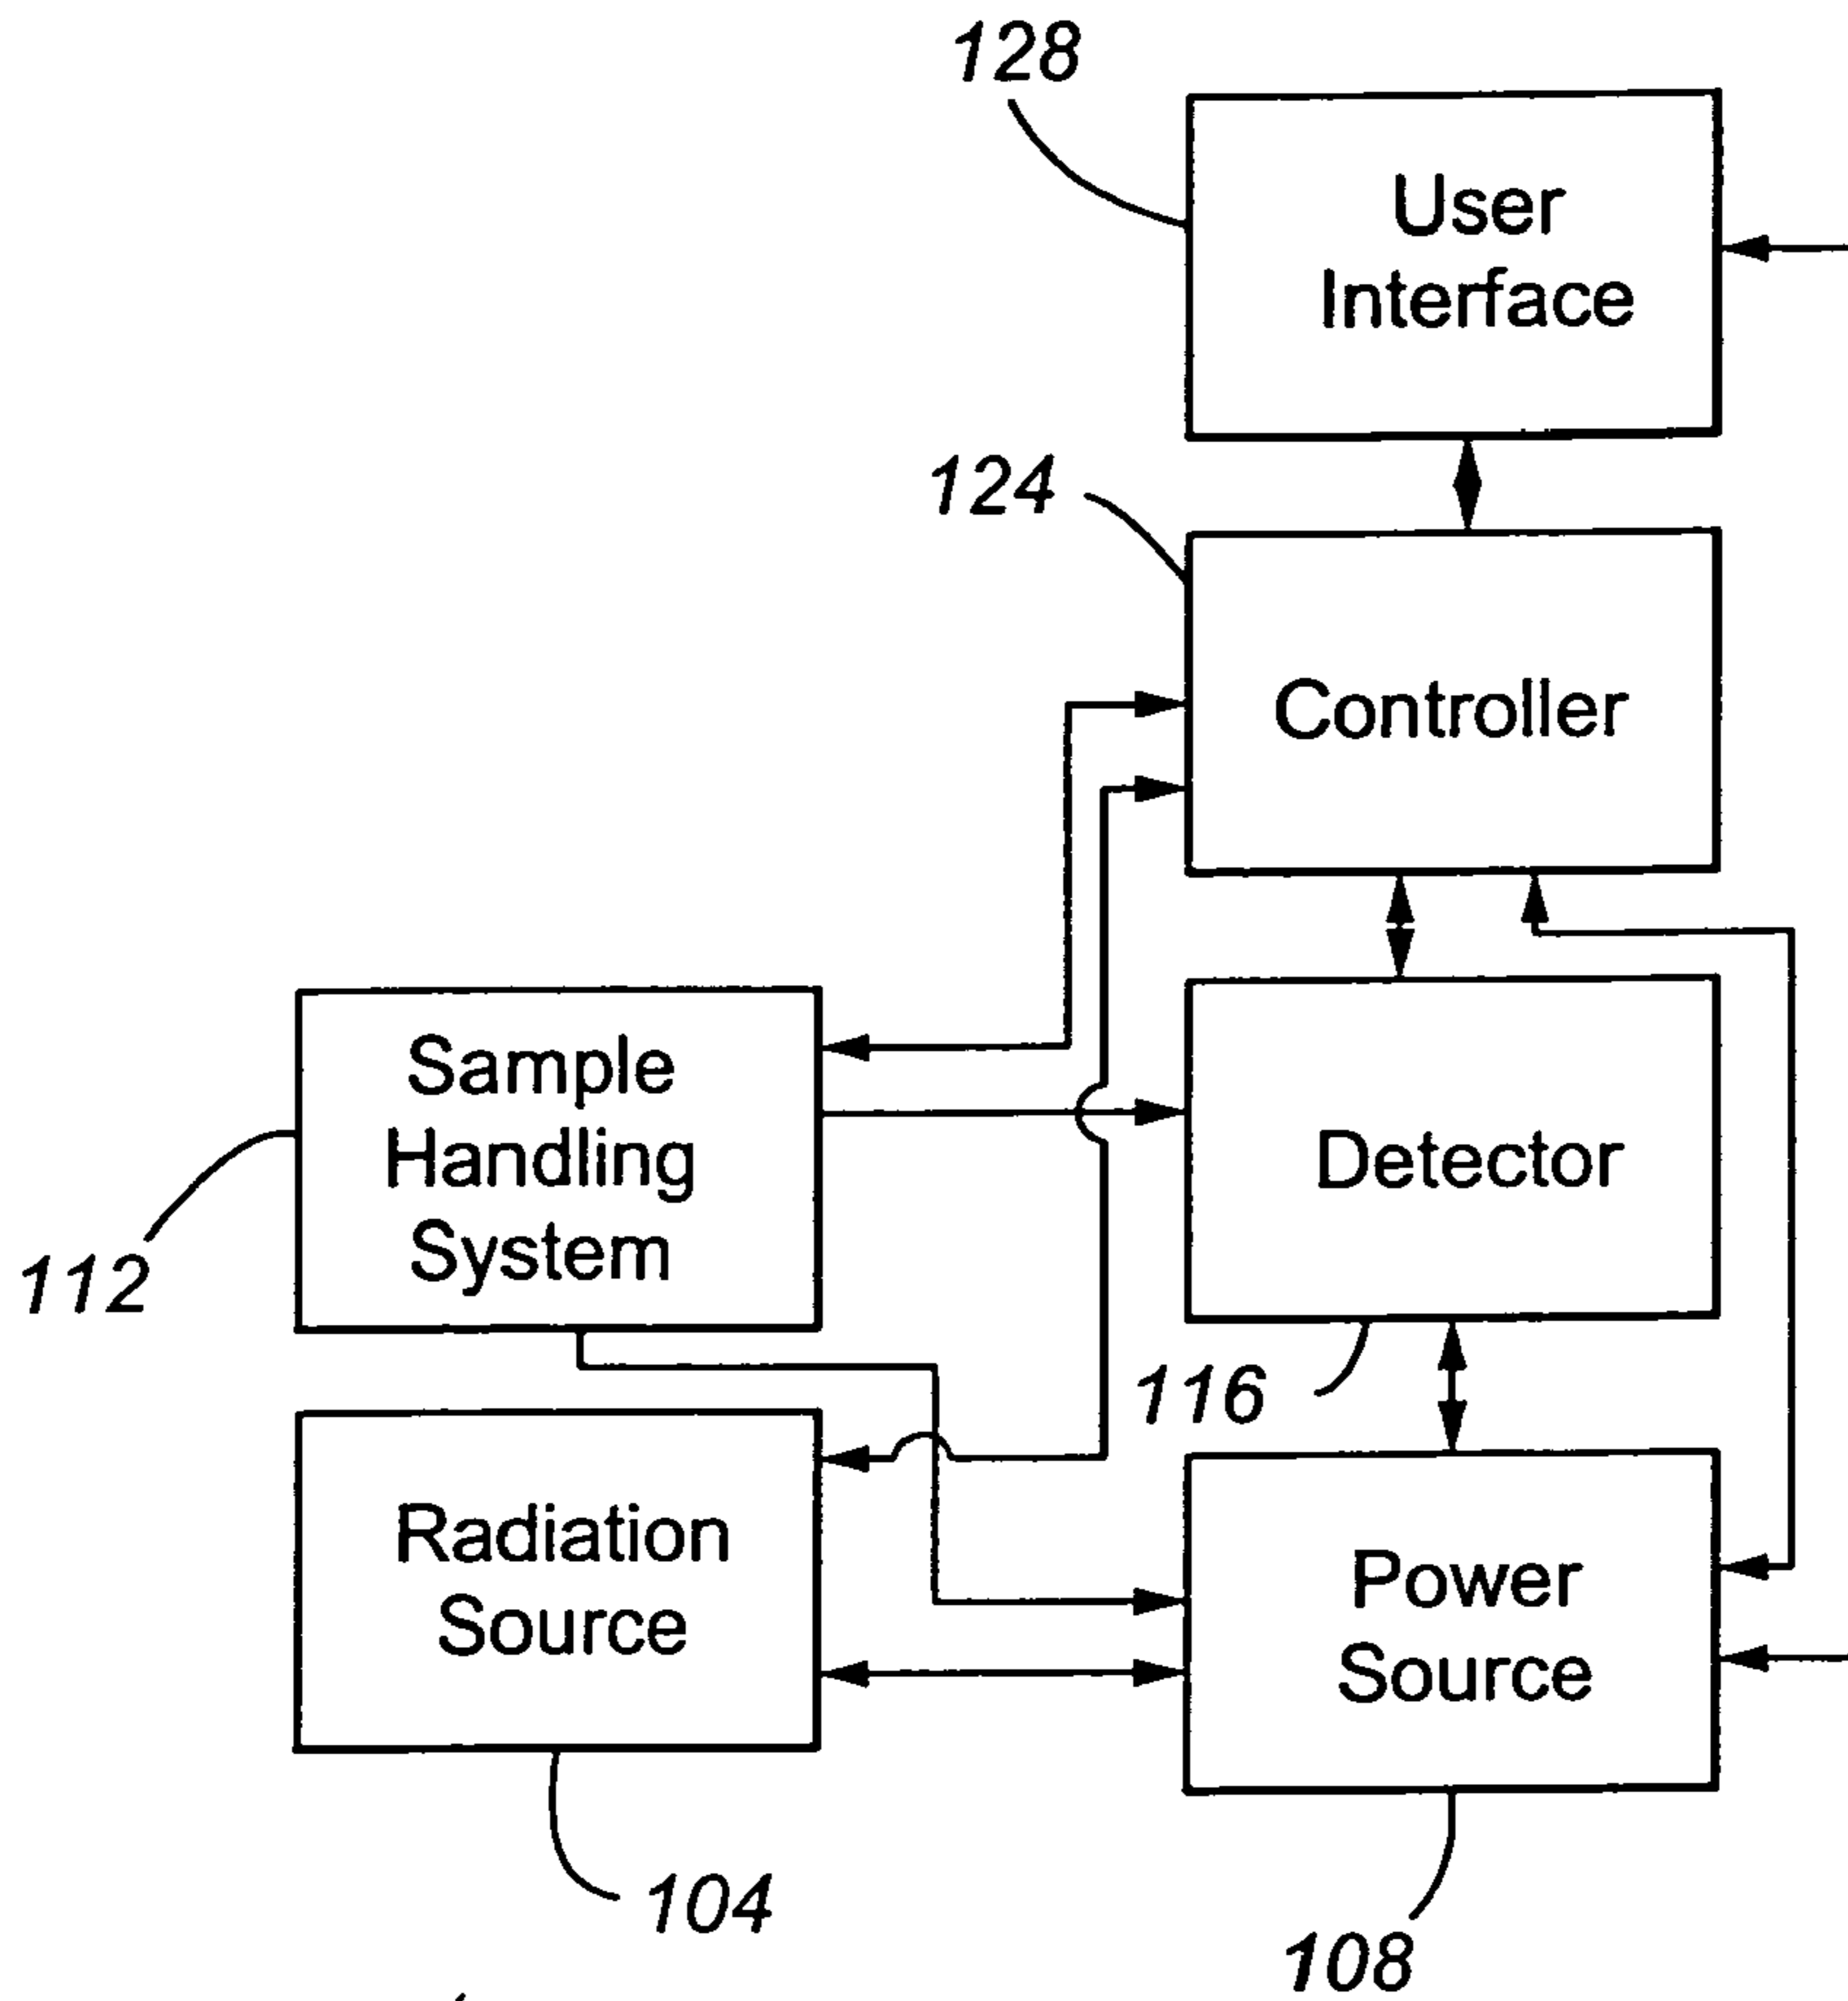 128
User
Interface
124
Controller
Sample
Handling
System
112
Detector
116
Radiation
Source
Power
Source
104
108